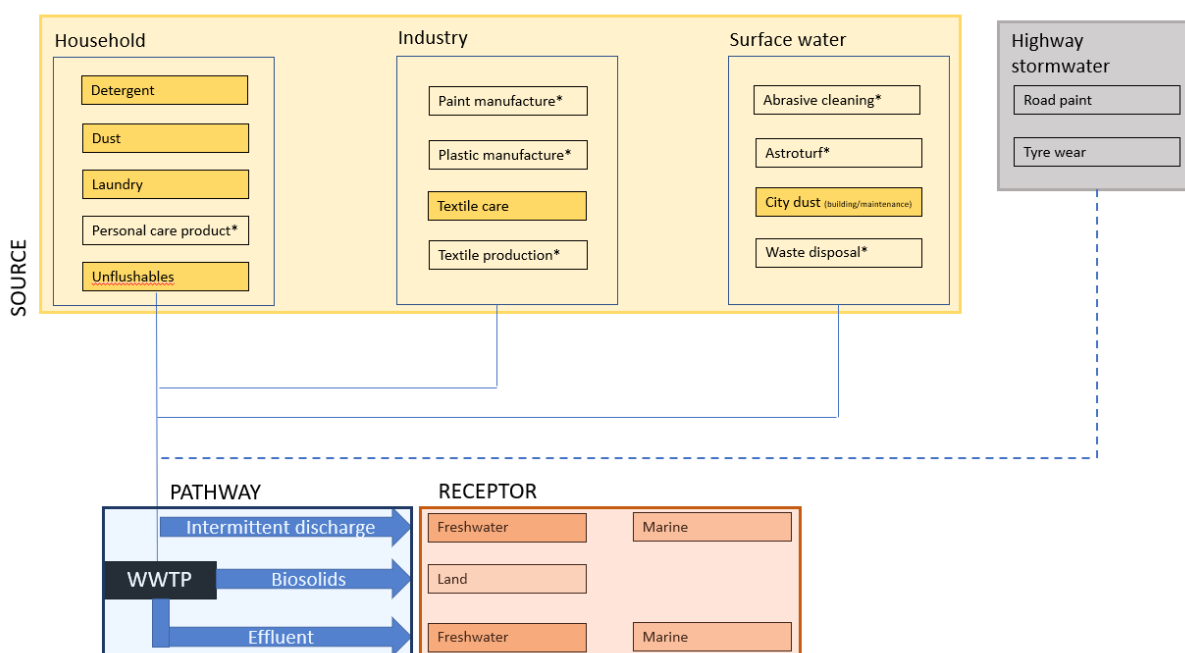 Household
Detergent
Dust
Laundry
Personal care product*
Unflushables
Industry
Paint manufacture*
Plastic manufacture*
Textile care
Textile production*
Surface water
Abrasive cleaning*
Astroturf*
City dust (building/maintenance)
Waste disposal*
Highway
stormwater
Road paint
Tyre wear
SOURCE
PATHWAY
RECEPTOR
Intermittent discharge
Freshwater
Marine
WWTP
Biosolids
Land
Effluent
Freshwater
Marine